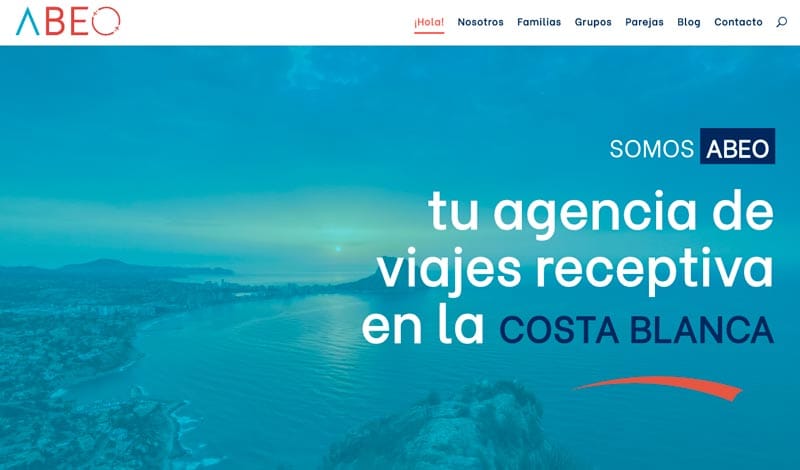 ABEO
¡Hola! Nosotros Familias Grupos Parejas Blog Contacto
SOMOS ABEO
tu agencia de
viajes receptiva
en la COSTA BLANCA